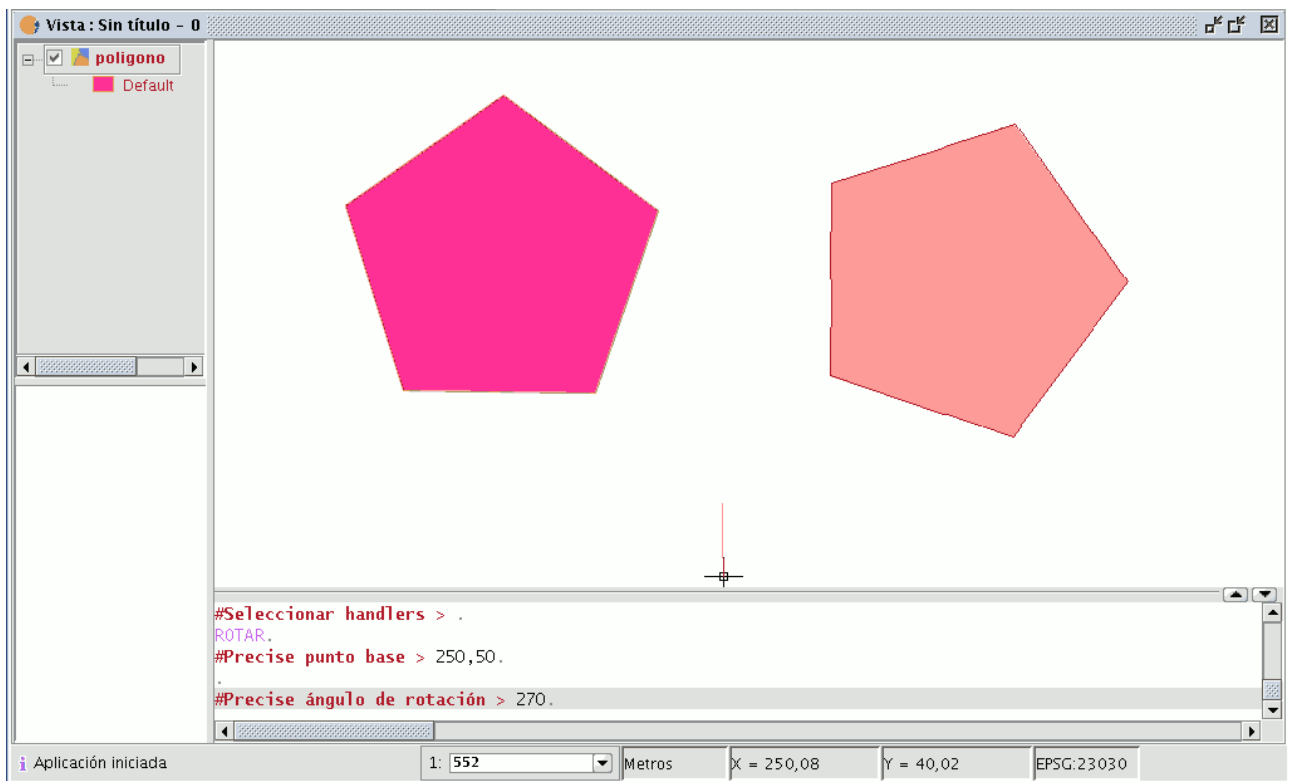 Vista : Sin título - 0
poligono
Default
#Seleccionar handlers > .
ROTAR.
#Precise punto base > 250,50.
.
#Precise ángulo de rotación > 270.
Aplicación iniciada
1: 552
Metros
X = 250,08
Y = 40,02
EPSG:23030